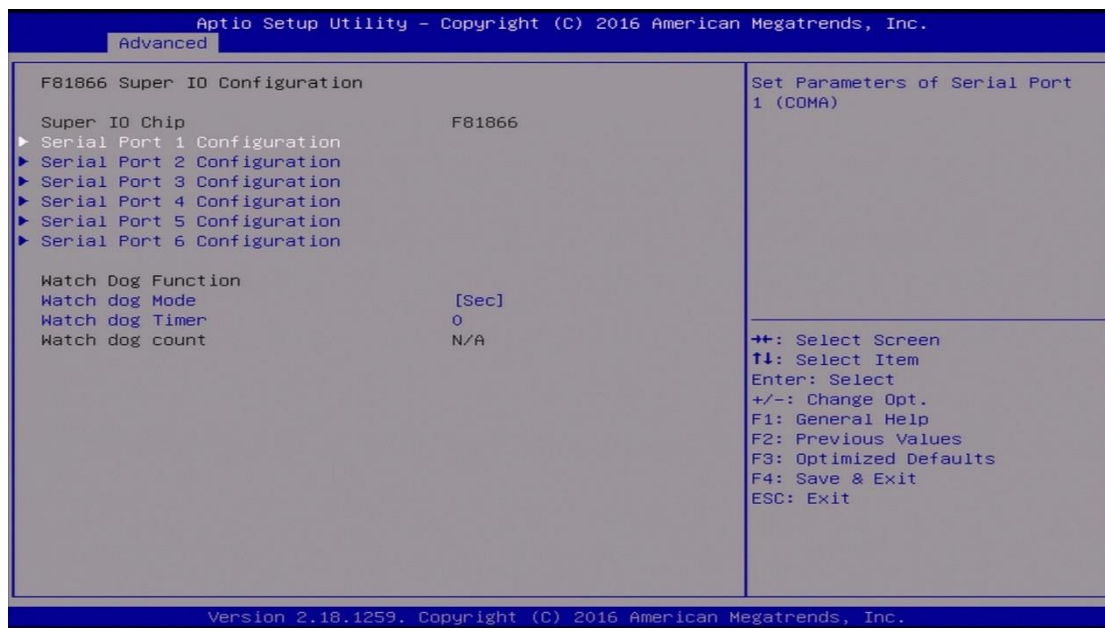 Aptio Setup Utility – Copyright (C) 2016 American Megatrends, Inc.
Advanced
F81866 Super IO Configuration
Super IO Chip F81866
► Serial Port 1 Configuration
► Serial Port 2 Configuration
► Serial Port 3 Configuration
► Serial Port 4 Configuration
► Serial Port 5 Configuration
► Serial Port 6 Configuration
Watch Dog Function
Watch dog Mode [Sec]
Watch dog Timer 0
Watch dog count N/A
Set Parameters of Serial Port
1 (COMA)
→←: Select Screen
↑↓: Select Item
Enter: Select
+/-: Change Opt.
F1: General Help
F2: Previous Values
F3: Optimized Defaults
F4: Save & Exit
ESC: Exit
Version 2.18.1259. Copyright (C) 2016 American Megatrends, Inc.